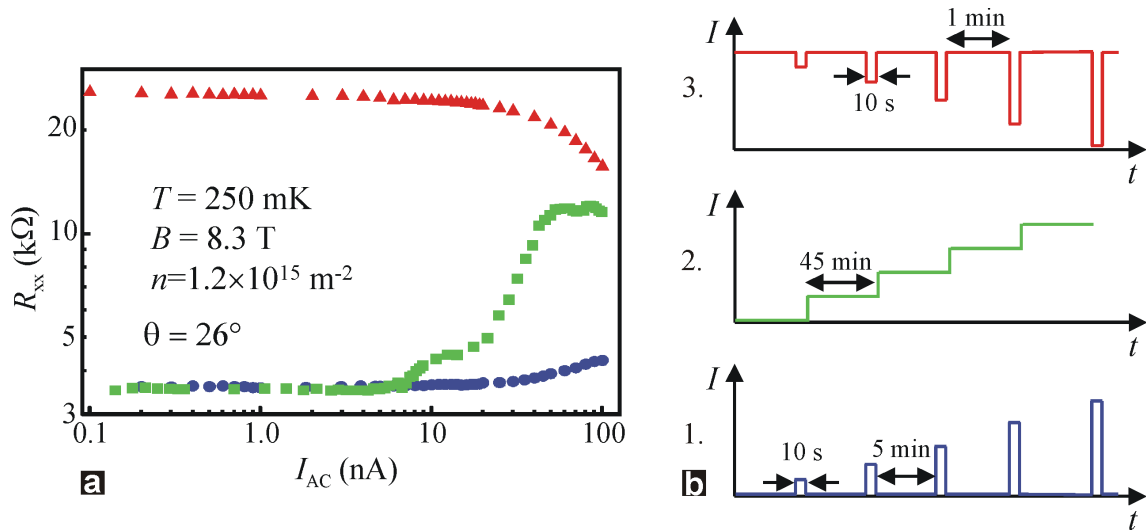 R_xx (kΩ)
20
10
5
3
T = 250 mK
B = 8.3 T
n=1.2×10^15 m^-2
θ = 26°
0.1
1.0
10
100
I_AC (nA)
a
b
3.
I
1 min
10 s
t
2.
I
45 min
t
1.
I
10 s
5 min
t